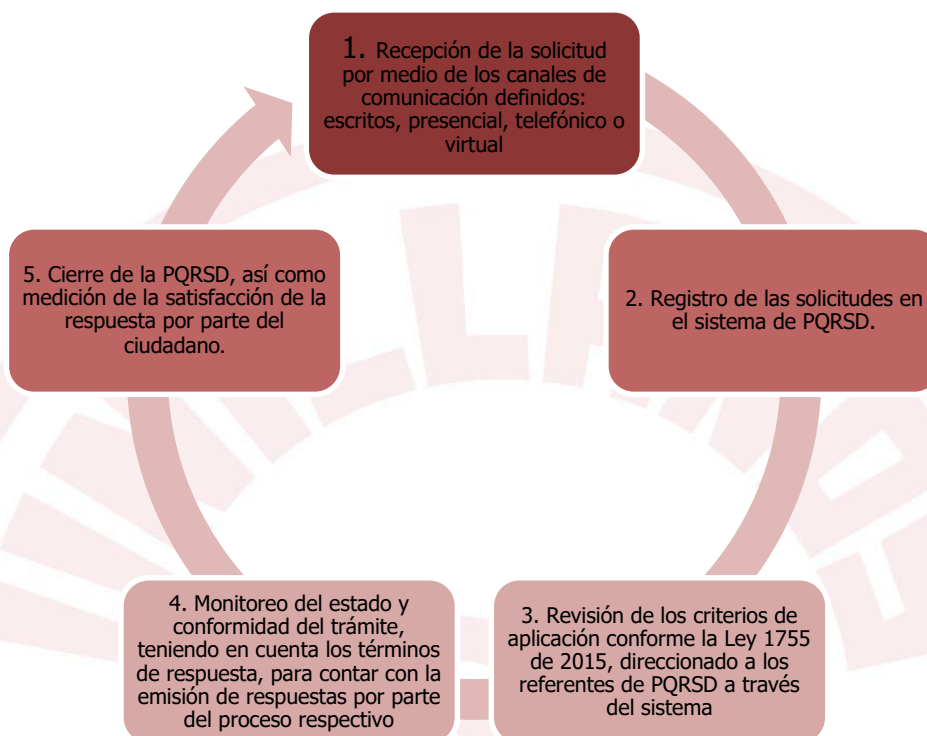 1. Recepción de la solicitud
por medio de los canales de
comunicación definidos:
escritos, presencial, telefónico o
virtual
2. Registro de las solicitudes en
el sistema de PQRSD.
3. Revisión de los criterios de
aplicación conforme la Ley 1755
de 2015, direccionado a los
referentes de PQRSD a través
del sistema
4. Monitoreo del estado y
conformidad del trámite,
teniendo en cuenta los términos
de respuesta, para contar con la
emisión de respuestas por parte
del proceso respectivo
5. Cierre de la PQRSD, así como
medición de la satisfacción de la
respuesta por parte del
ciudadano.